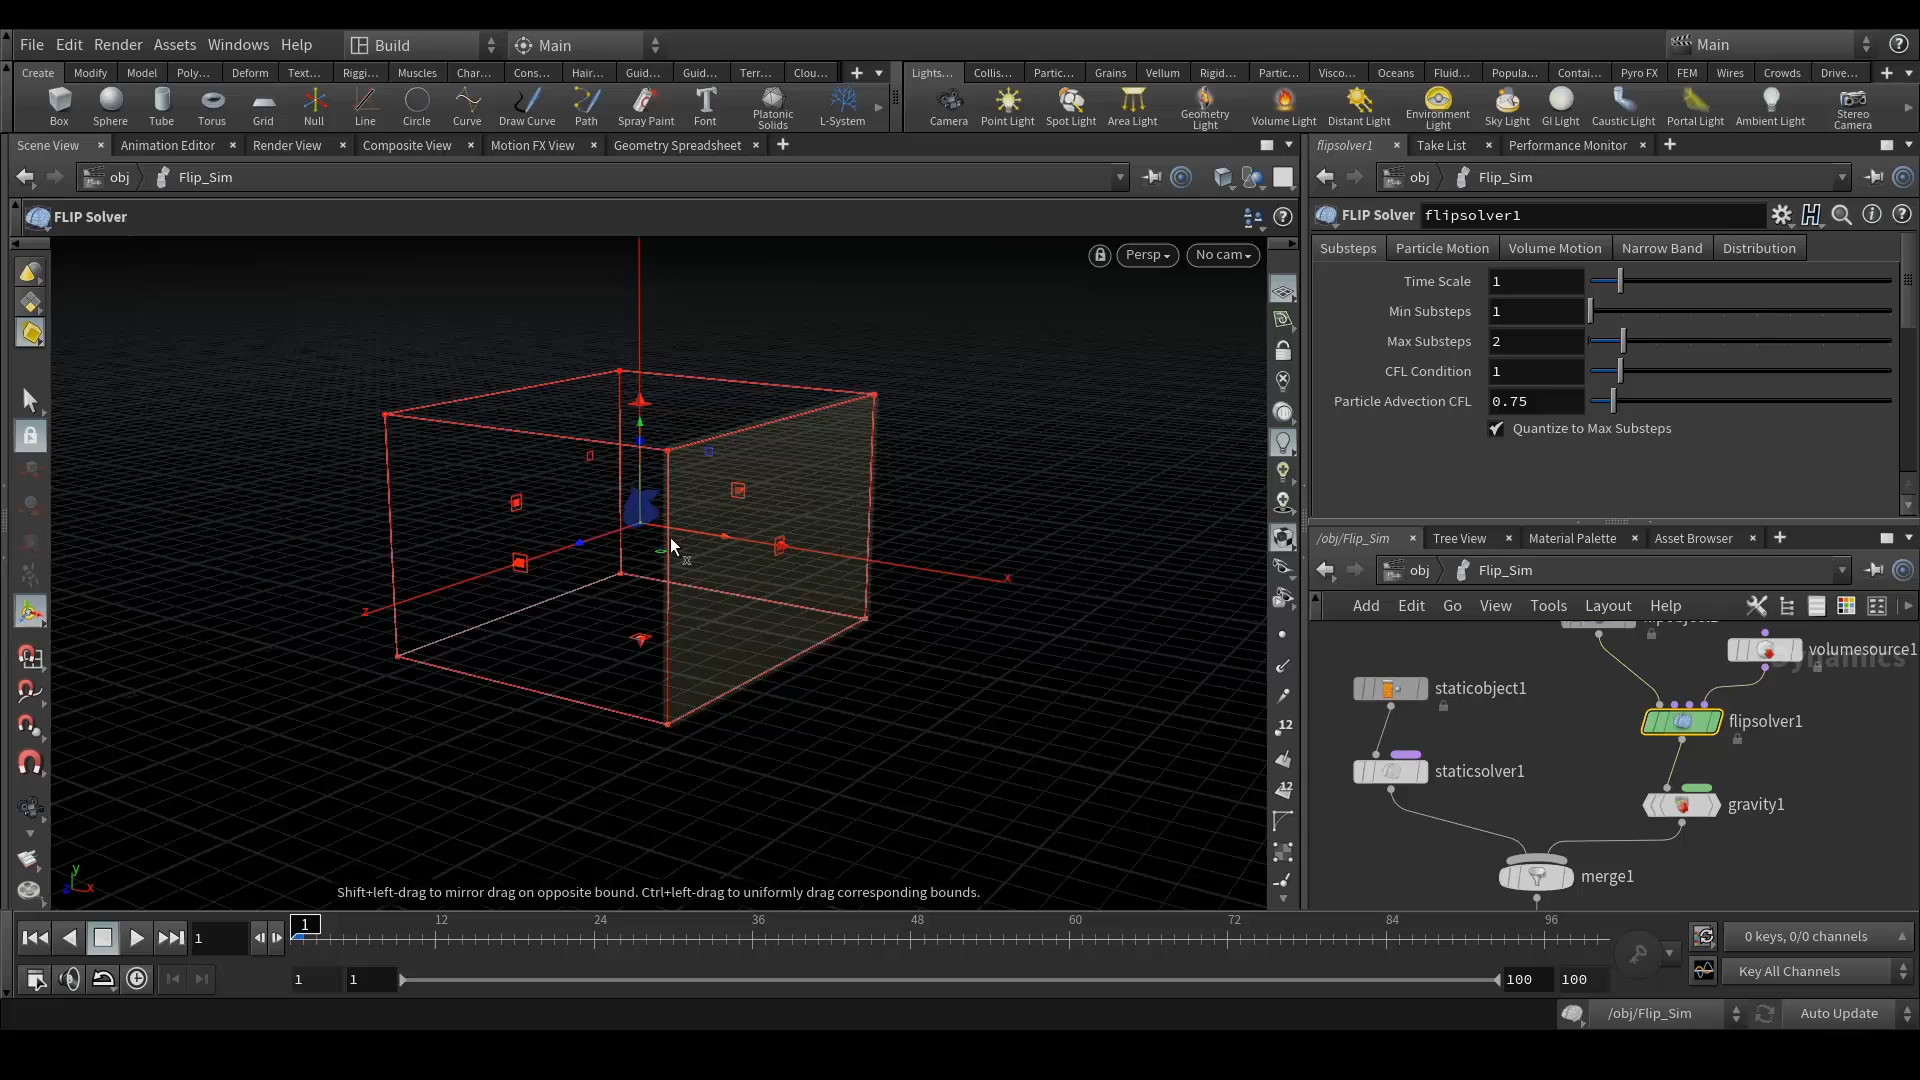 File Edit Render Assets Windows Help Build Main Main
Create Modify Model Poly... Deform Text... Riggi... Muscles Char... Cons... Hair... Guid... Guid... Terr... Clou... Lights... Collis... Partic... Grains Vellum Rigid... Partic... Visco... Oceans Fluid... Popula... Contai... Pyro FX FEM Wires Crowds Drive...
Box Sphere Tube Torus Grid Null Line Circle Curve Draw Curve Path Spray Paint Font Platonic Solids L-System Camera Point Light Spot Light Area Light Geometry Light Volume Light Distant Light Environment Light Sky Light GI Light Caustic Light Portal Light Ambient Light Stereo Camera
Scene View Animation Editor Render View Composite View Motion FX View Geometry Spreadsheet
obj Flip_Sim
FLIP Solver
Persp No cam
x
z
x
y
z x
12
12
Shift+left-drag to mirror drag on opposite bound. Ctrl+left-drag to uniformly drag corresponding bounds.
flipsolver1 Take List Performance Monitor
obj Flip_Sim
FLIP Solver flipsolver1
Substeps Particle Motion Volume Motion Narrow Band Distribution
Time Scale 1
Min Substeps 1
Max Substeps 2
CFL Condition 1
Particle Advection CFL 0.75
Quantize to Max Substeps
/obj/Flip_Sim Tree View Material Palette Asset Browser
obj Flip_Sim
Add Edit Go View Tools Layout Help
volumesource1
staticobject1
flipsolver1
staticsolver1
gravity1
merge1
1 1 12 24 36 48 60 72 84 96
0 keys, 0/0 channels
1 1 100 100
Key All Channels
/obj/Flip_Sim Auto Update